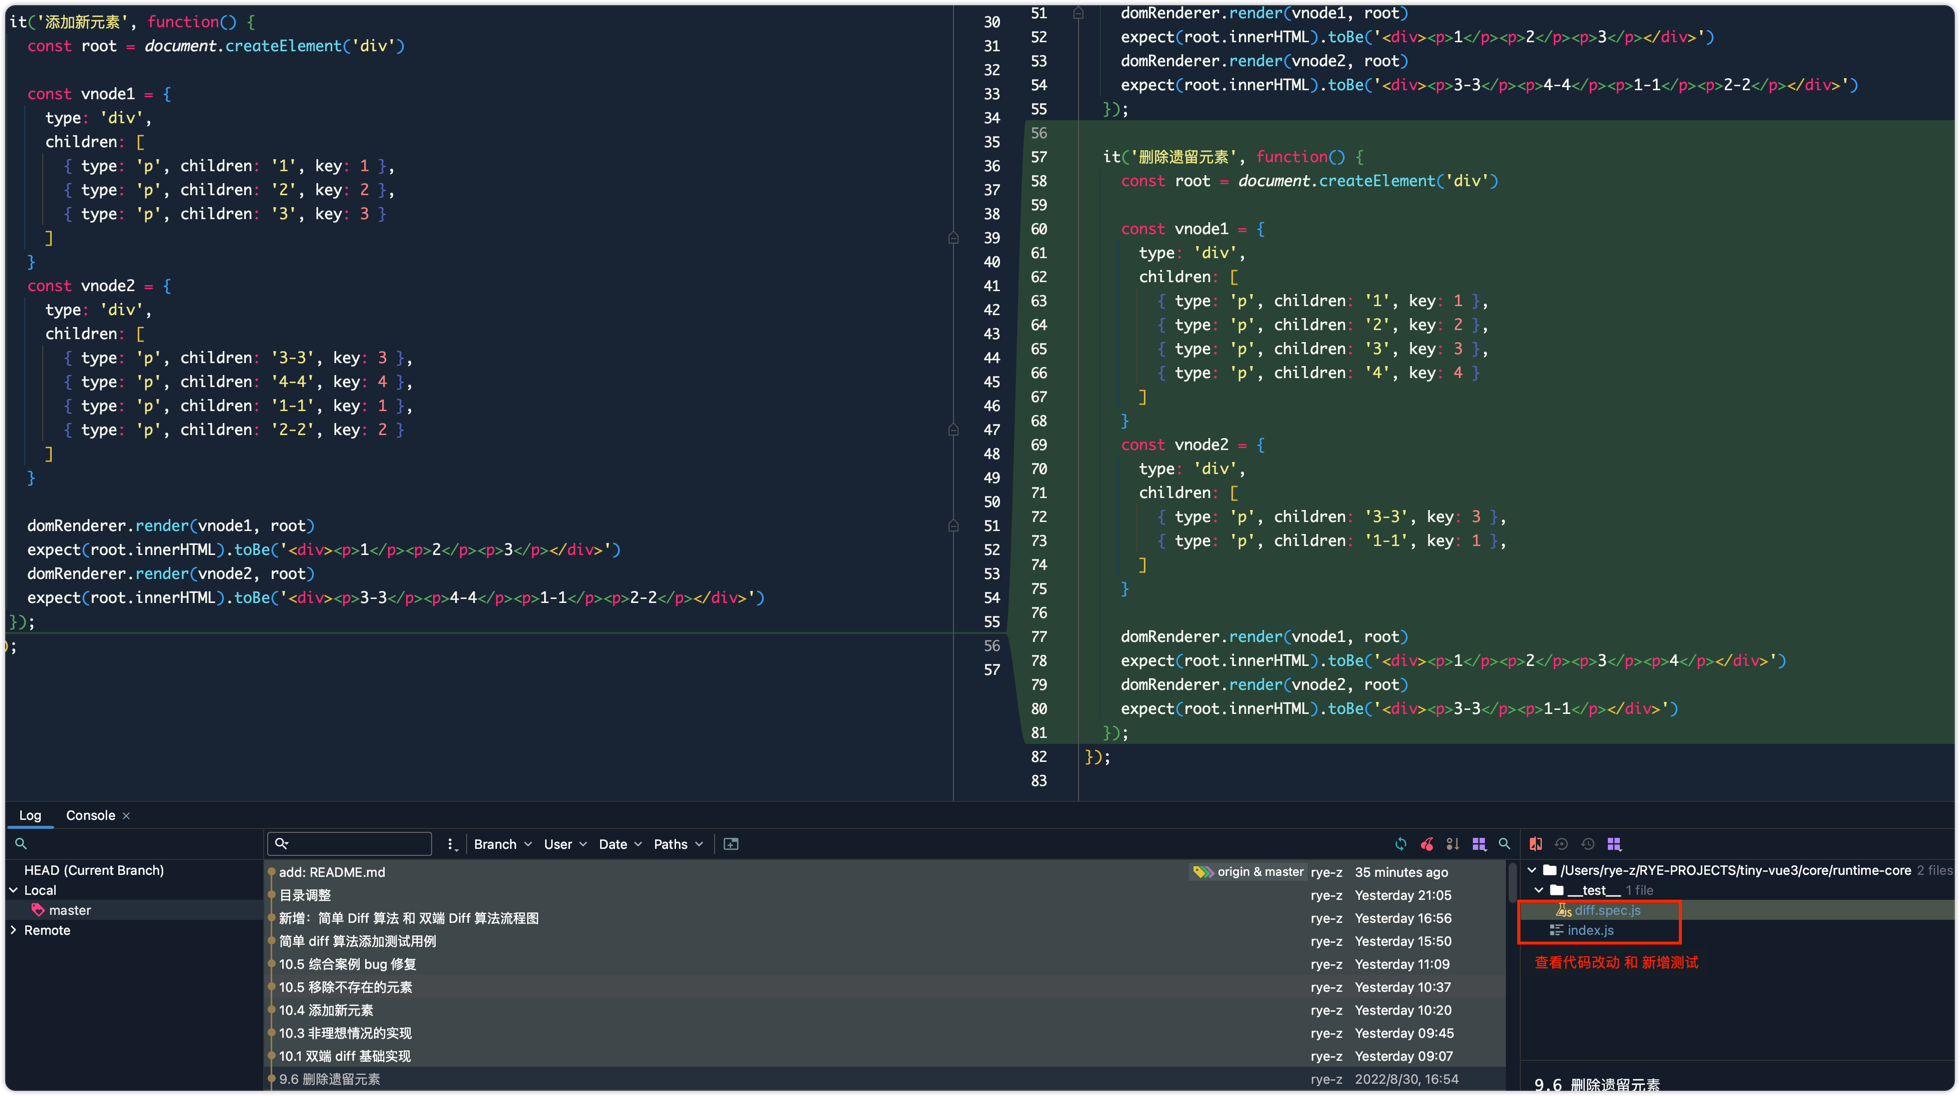 it('添加新元素', function() {
const root = document.createElement('div')
const vnode1 = {
type: 'div',
children: [
{ type: 'p', children: '1', key: 1 },
{ type: 'p', children: '2', key: 2 },
{ type: 'p', children: '3', key: 3 }
]
}
const vnode2 = {
type: 'div',
children: [
{ type: 'p', children: '3-3', key: 3 },
{ type: 'p', children: '4-4', key: 4 },
{ type: 'p', children: '1-1', key: 1 },
{ type: 'p', children: '2-2', key: 2 }
]
}
domRenderer.render(vnode1, root)
expect(root.innerHTML).toBe('<div><p>1</p><p>2</p><p>3</p></div>')
domRenderer.render(vnode2, root)
expect(root.innerHTML).toBe('<div><p>3-3</p><p>4-4</p><p>1-1</p><p>2-2</p></div>')
});
);
30
31
32
33
34
35
36
37
38
39
40
41
42
43
44
45
46
47
48
49
50
51
52
53
54
55
56
57
51 domRenderer.render(vnode1, root)
52 expect(root.innerHTML).toBe('<div><p>1</p><p>2</p><p>3</p></div>')
53 domRenderer.render(vnode2, root)
54 expect(root.innerHTML).toBe('<div><p>3-3</p><p>4-4</p><p>1-1</p><p>2-2</p></div>')
55 });
56
57 it('删除遗留元素', function() {
58 const root = document.createElement('div')
59
60 const vnode1 = {
61 type: 'div',
62 children: [
63 { type: 'p', children: '1', key: 1 },
64 { type: 'p', children: '2', key: 2 },
65 { type: 'p', children: '3', key: 3 },
66 { type: 'p', children: '4', key: 4 }
67 ]
68 }
69 const vnode2 = {
70 type: 'div',
71 children: [
72 { type: 'p', children: '3-3', key: 3 },
73 { type: 'p', children: '1-1', key: 1 },
74 ]
75 }
76
77 domRenderer.render(vnode1, root)
78 expect(root.innerHTML).toBe('<div><p>1</p><p>2</p><p>3</p><p>4</p></div>')
79 domRenderer.render(vnode2, root)
80 expect(root.innerHTML).toBe('<div><p>3-3</p><p>1-1</p></div>')
81 });
82 });
83
Log Console ×
HEAD (Current Branch)
Local
master
Remote
Branch User Date Paths
add: README.md origin & master rye-z 35 minutes ago
目录调整 rye-z Yesterday 21:05
新增：简单 Diff 算法 和 双端 Diff 算法流程图 rye-z Yesterday 16:56
简单 diff 算法添加测试用例 rye-z Yesterday 15:50
10.5 综合案例 bug 修复 rye-z Yesterday 11:09
10.5 移除不存在的元素 rye-z Yesterday 10:37
10.4 添加新元素 rye-z Yesterday 10:20
10.3 非理想情况的实现 rye-z Yesterday 09:45
10.1 双端 diff 基础实现 rye-z Yesterday 09:07
9.6 删除遗留元素 rye-z 2022/8/30, 16:54
/Users/rye-z/RYE-PROJECTS/tiny-vue3/core/runtime-core 2 files
__test__ 1 file
diff.spec.js
index.js
查看代码改动 和 新增测试
9.6 删除遗留元素